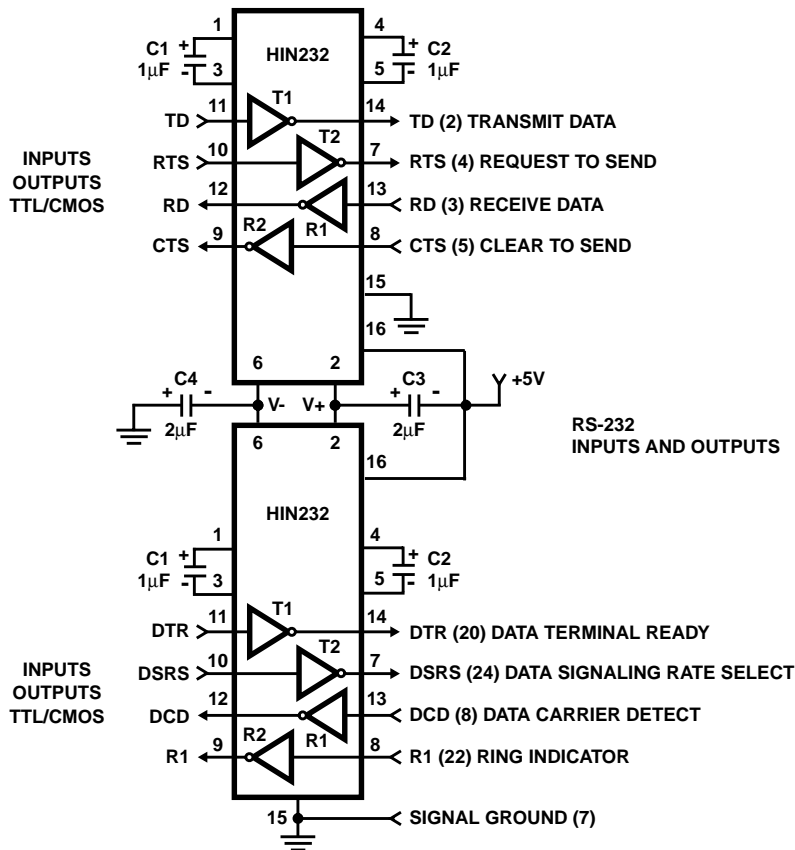 1
HIN232
4
C1 +
C2
+
1µF
-
3
5
-
1µF
TD
11
T1
14
TD (2) TRANSMIT DATA
INPUTS
OUTPUTS
TTL/CMOS
RTS
10
T2
7
RTS (4) REQUEST TO SEND
RD
12
R1
13
RD (3) RECEIVE DATA
CTS
9
R2
8
CTS (5) CLEAR TO SEND
15
16
6
2
+5V
C4
+
-
2µF
V-
V+
C3
+
-
2µF
RS-232
INPUTS AND OUTPUTS
6
2
16
HIN232
1
4
C1 +
+
C2
1µF
-
3
5
-
1µF
DTR
11
T1
14
DTR (20) DATA TERMINAL READY
INPUTS
OUTPUTS
TTL/CMOS
DSRS
10
T2
7
DSRS (24) DATA SIGNALING RATE SELECT
DCD
12
R1
13
DCD (8) DATA CARRIER DETECT
R1
9
R2
8
R1 (22) RING INDICATOR
15
SIGNAL GROUND (7)